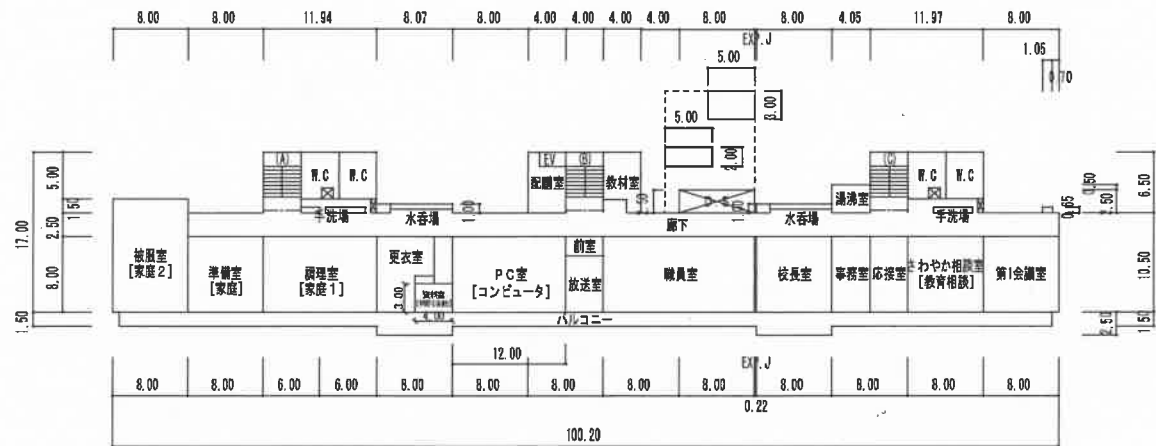 8.00 8.00 11.94 8.07 8.00 4.00 4.00 4.00 4.00 8.00 8.00 4.05 11.97 8.00
EXP.J
1.05
0.70
5.00
3.00
5.00
2.00
(A) W.C W.C
EV (B)
配膳室 教材室
(C) W.C W.C
湯沸室
手洗場 水呑場 1.00 廊下 水呑場 手洗場
17.00
5.00
1.50
2.50
8.00
1.50
0.50
2.50
0.65
6.50
10.50
2.50
1.50
被服室
[家庭2]
準備室
[家庭]
調理室
[家庭1]
更衣室
3.00
4.00
PC室
[コンピュータ]
前室
放送室
職員室
校長室
事務室
応接室
さわやか相談室
[教育相談]
第1会議室
バルコニー
12.00
EXP.J
8.00 8.00 6.00 6.00 8.00 8.00 8.00 8.00 8.00 8.00 8.00 8.00 8.00
0.22
100.20